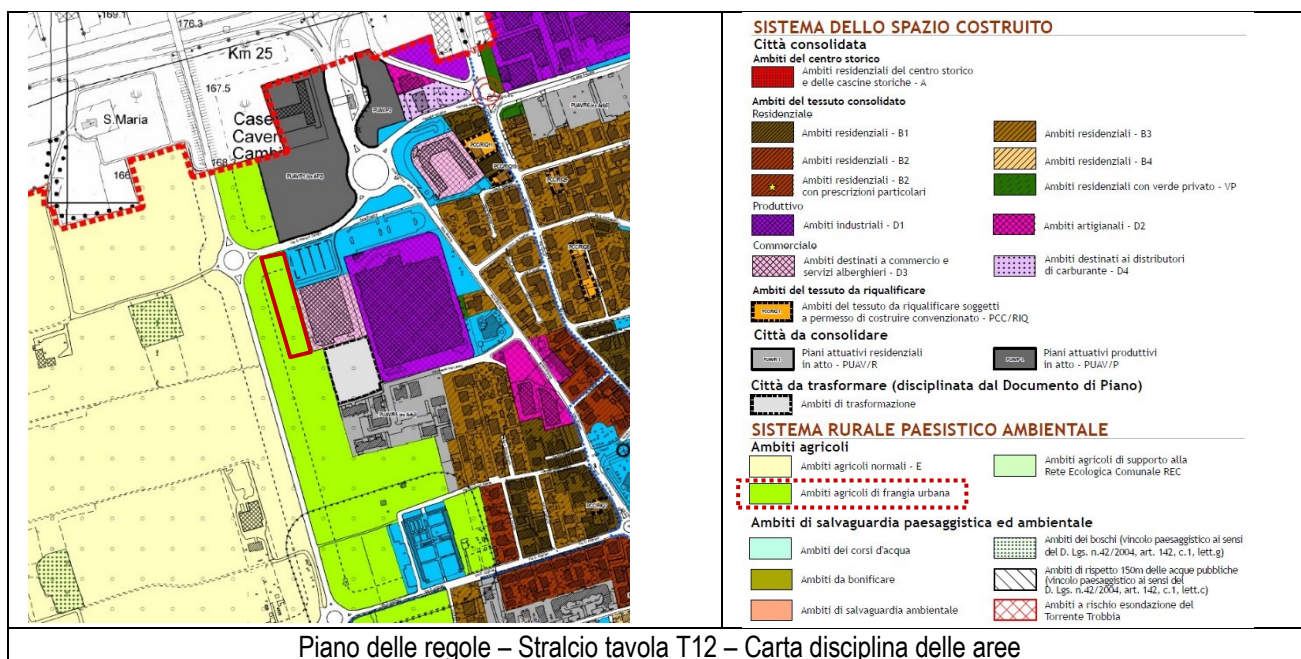 169.1
176.3
Km 25
167.5
S.Maria
Case
Caven
Camb
168.
166
PUAV/P2
PUAV/P1 (ex AP2)
SISTEMA DELLO SPAZIO COSTRUITO
Città consolidata
Ambiti del centro storico
Ambiti residenziali del centro storico
e delle cascine storiche - A
Ambiti del tessuto consolidato
Residenziale
Ambiti residenziali - B1
Ambiti residenziali - B3
Ambiti residenziali - B2
Ambiti residenziali - B4
Ambiti residenziali - B2
con prescrizioni particolari
Ambiti residenziali con verde privato - VP
Produttivo
Ambiti industriali - D1
Ambiti artigianali - D2
Commerciale
Ambiti destinati a commercio e
servizi alberghieri - D3
Ambiti destinati ai distributori
di carburante - D4
Ambiti del tessuto da riqualificare
Ambiti del tessuto da riqualificare soggetti
a permesso di costruire convenzionato - PCC/RIQ
Città da consolidare
Piani attuativi residenziali
in atto - PUAV/R
Piani attuativi produttivi
in atto - PUAV/P
Città da trasformare (disciplinata dal Documento di Piano)
Ambiti di trasformazione
SISTEMA RURALE PAESISTICO AMBIENTALE
Ambiti agricoli
Ambiti agricoli normali - E
Ambiti agricoli di supporto alla
Rete Ecologica Comunale REC
Ambiti agricoli di frangia urbana
Ambiti di salvaguardia paesaggistica ed ambientale
Ambiti dei corsi d'acqua
Ambiti dei boschi (vincolo paesaggistico ai sensi
del D. Lgs. n.42/2004, art. 142, c.1, lett.g)
Ambiti da bonificare
Ambiti di rispetto 150m delle acque pubbliche
(vincolo paesaggistico ai sensi del
D. Lgs. n.42/2004, art. 142, c.1, lett.c)
Ambiti di salvaguardia ambientale
Ambiti a rischio esondazione del
Torrente Trobbia
Piano delle regole – Stralcio tavola T12 – Carta disciplina delle aree